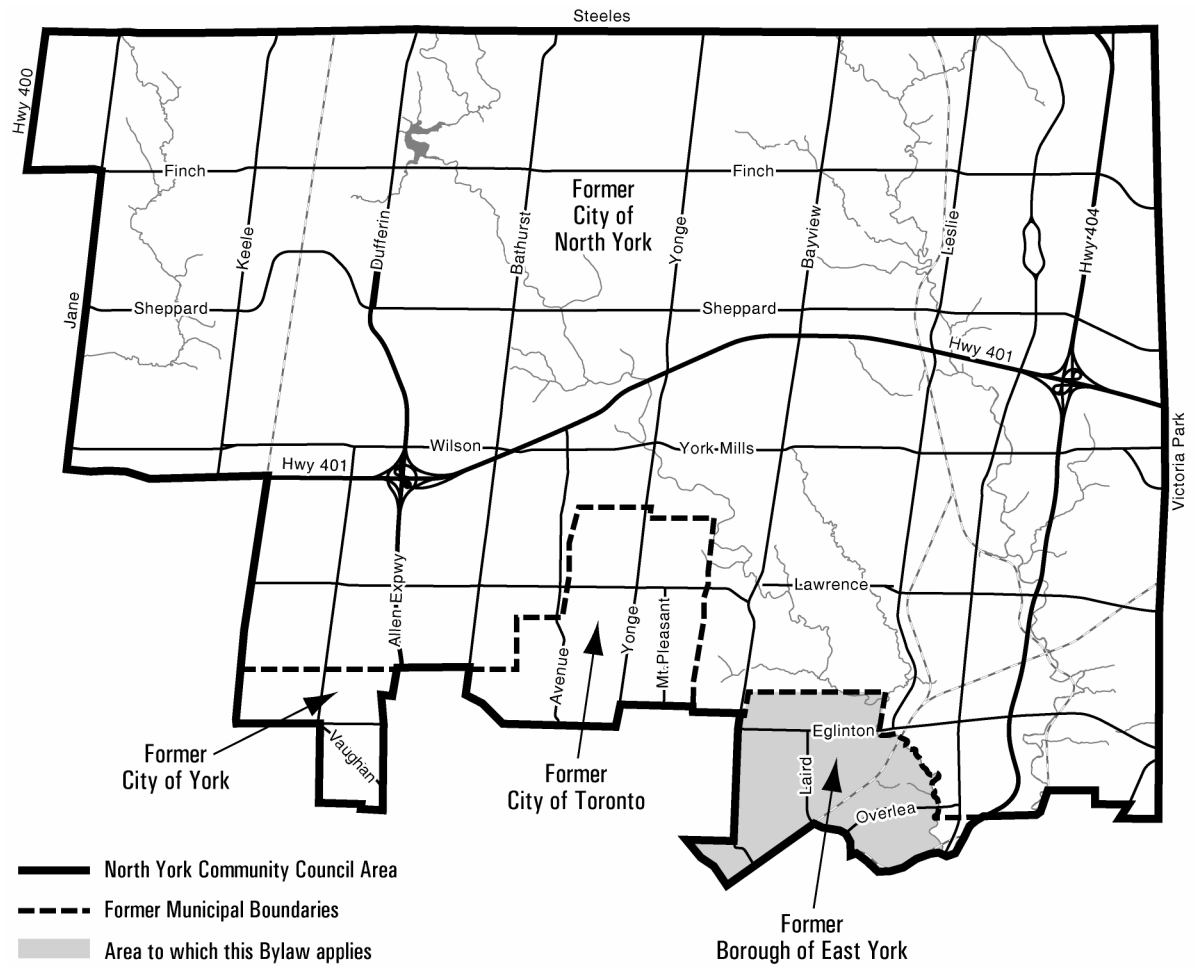 Steeles
Hwy 400
Finch
Finch
Former
City of
North York
Keele
Dufferin
Bathurst
Yonge
Bayview
Leslie
Hwy 404
Jane
Sheppard
Sheppard
Hwy 401
Wilson
York Mills
Hwy 401
Victoria Park
Allen Expwy
Lawrence
Avenue
Yonge
Mt.Pleasant
Eglinton
Laird
Overlea
Vaughan
Former
City of York
Former
City of Toronto
Former
Borough of East York
North York Community Council Area
Former Municipal Boundaries
Area to which this Bylaw applies